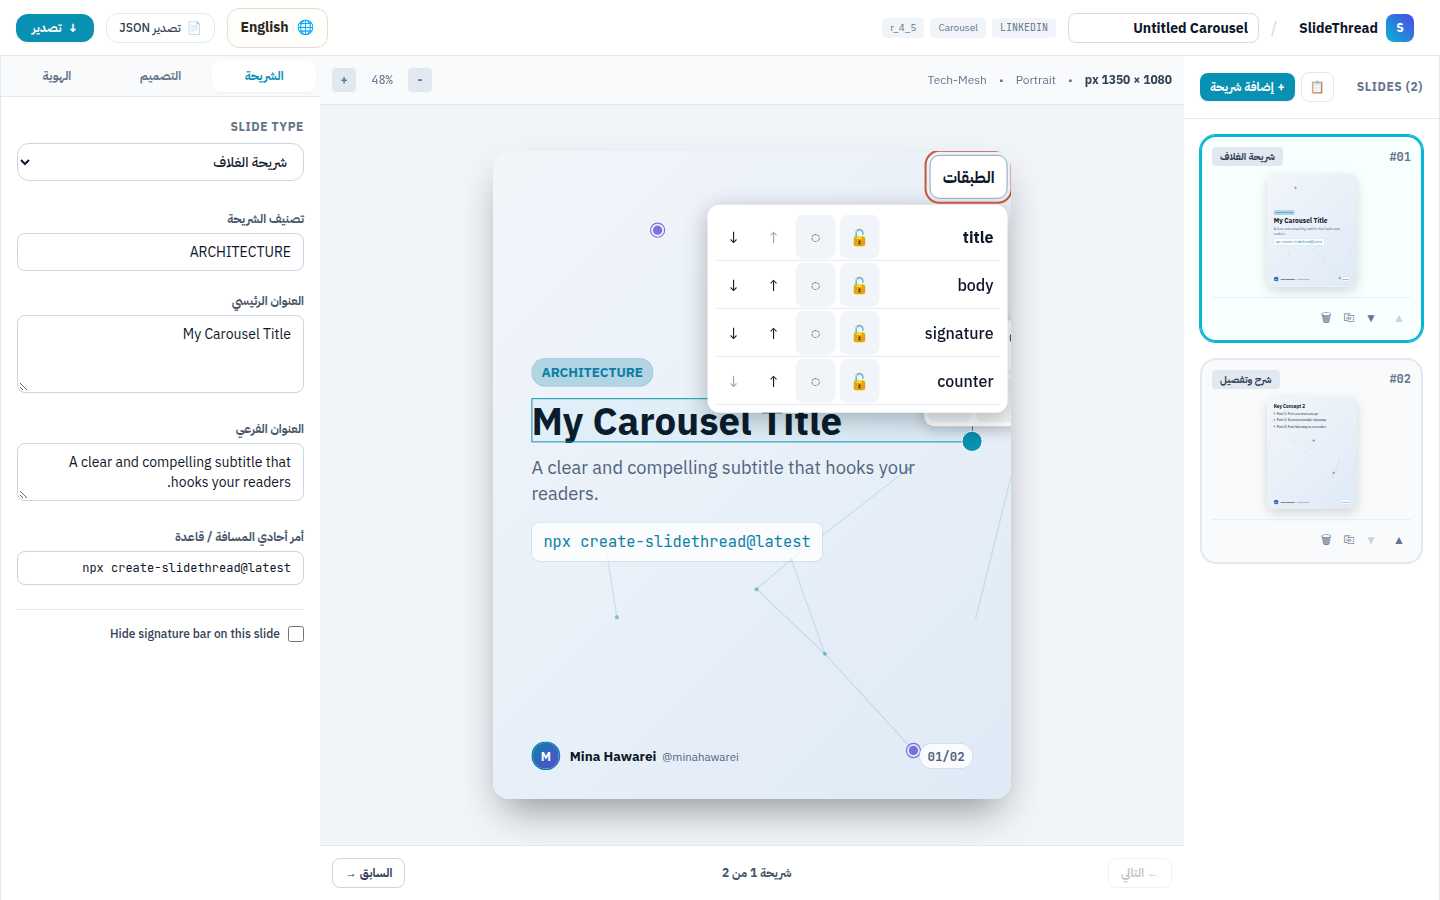 S SlideThread / Untitled Carousel LINKEDIN Carousel r_4_5
🌐 English
📄 تصدير JSON
↓ تصدير
SLIDES (2)
📋
+ إضافة شريحة
#01
شريحة الغلاف
My Carousel Title
▲ ▼
#02
شرح وتفصيل
Key Concept 2
▲ ▼
1080 × 1350 px • Portrait • Tech-Mesh
- 48% +
الطبقات
title 🔓 ◌ ↑ ↓
body 🔓 ◌ ↑ ↓
signature 🔓 ◌ ↑ ↓
counter 🔓 ◌ ↑ ↓
ARCHITECTURE
My Carousel Title
A clear and compelling subtitle that hooks your
readers.
npx create-slidethread@latest
M Mina Hawarei @minahawarei
01/02
← التالي
شريحة 1 من 2
السابق →
الشريحة
التصميم
الهوية
SLIDE TYPE
شريحة الغلاف
تصنيف الشريحة
ARCHITECTURE
العنوان الرئيسي
My Carousel Title
العنوان الفرعي
A clear and compelling subtitle that
hooks your readers.
أمر أحادي المسافة / قاعدة
npx create-slidethread@latest
Hide signature bar on this slide